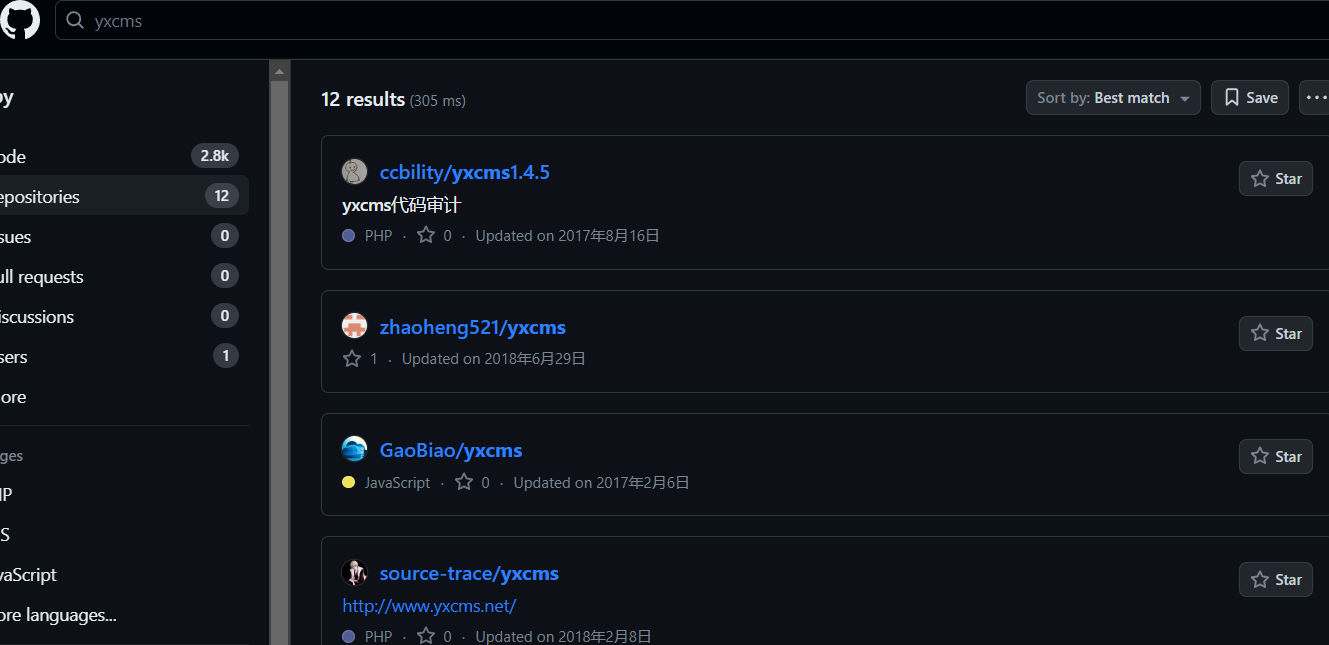 yxcms
by
12 results (305 ms)
Sort by: Best match
Save
ode
2.8k
epositories
12
sues
0
ull requests
0
iscussions
0
sers
1
ore
ges
IP
S
vaScript
ore languages...
ccbility/yxcms1.4.5
Star
yxcms代码审计
PHP · 0 · Updated on 2017年8月16日
zhaoheng521/yxcms
Star
1 · Updated on 2018年6月29日
GaoBiao/yxcms
Star
JavaScript · 0 · Updated on 2017年2月6日
source-trace/yxcms
Star
http://www.yxcms.net/
PHP · 0 · Updated on 2018年2月8日